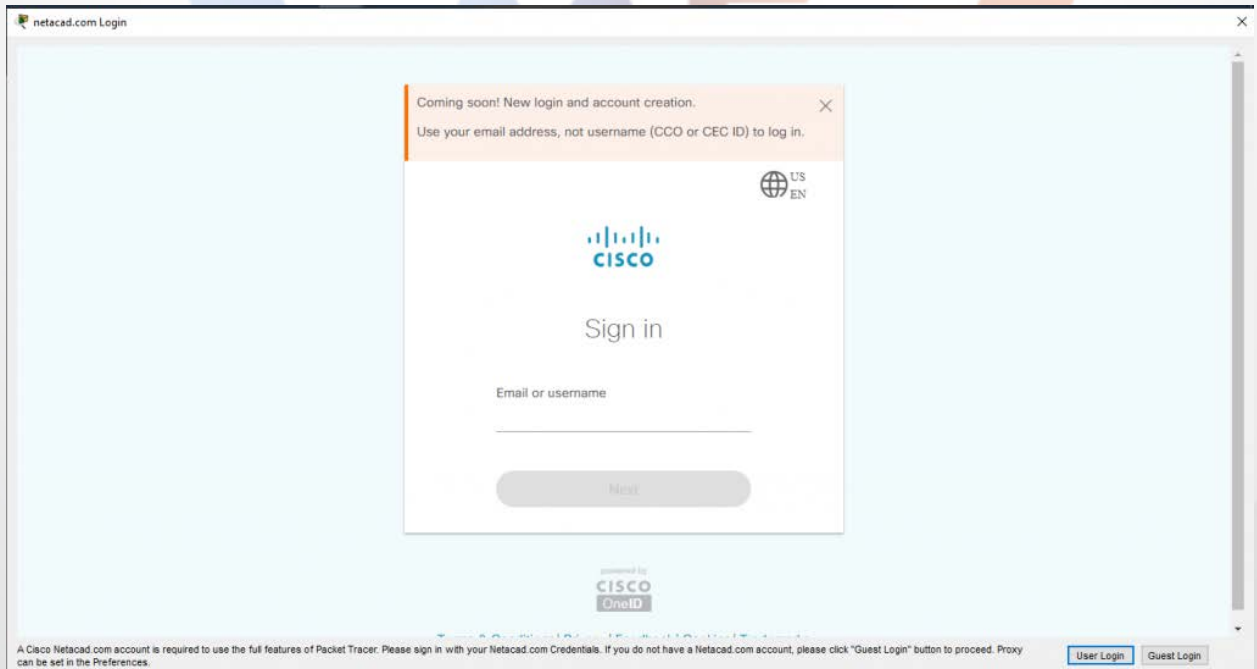 netacad.com Login
Coming soon! New login and account creation.
Use your email address, not username (CCO or CEC ID) to log in.
US
EN
CISCO
Sign in
Email or username
Next
powered by
CISCO
OneID
A Cisco Netacad.com account is required to use the full features of Packet Tracer. Please sign in with your Netacad.com Credentials. If you do not have a Netacad.com account, please click "Guest Login" button to proceed. Proxy
can be set in the Preferences.
User Login
Guest Login